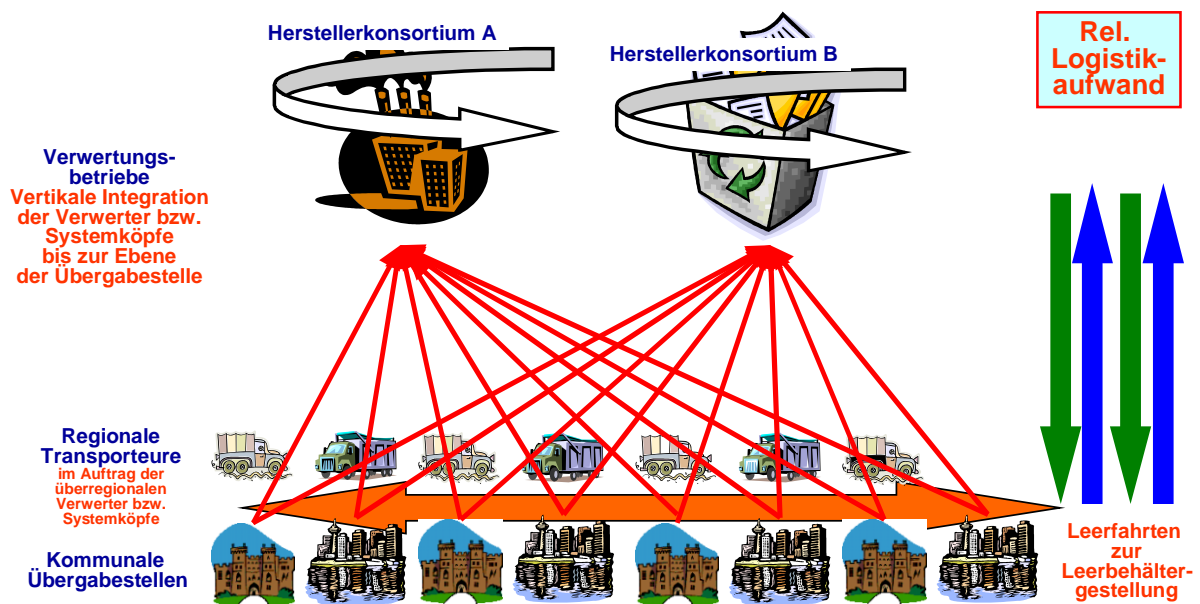 Herstellerkonsortium A
Herstellerkonsortium B
Rel.
Logistik-
aufwand
Verwertungs-
betriebe
Vertikale Integration
der Verwerter bzw.
Systemköpfe
bis zur Ebene
der Übergabestelle
Regionale
Transporteure
im Auftrag der
überregionalen
Verwerter bzw.
Systemköpfe
Kommunale
Übergabestellen
Leerfahrten
zur
Leerbehälter-
gestellung